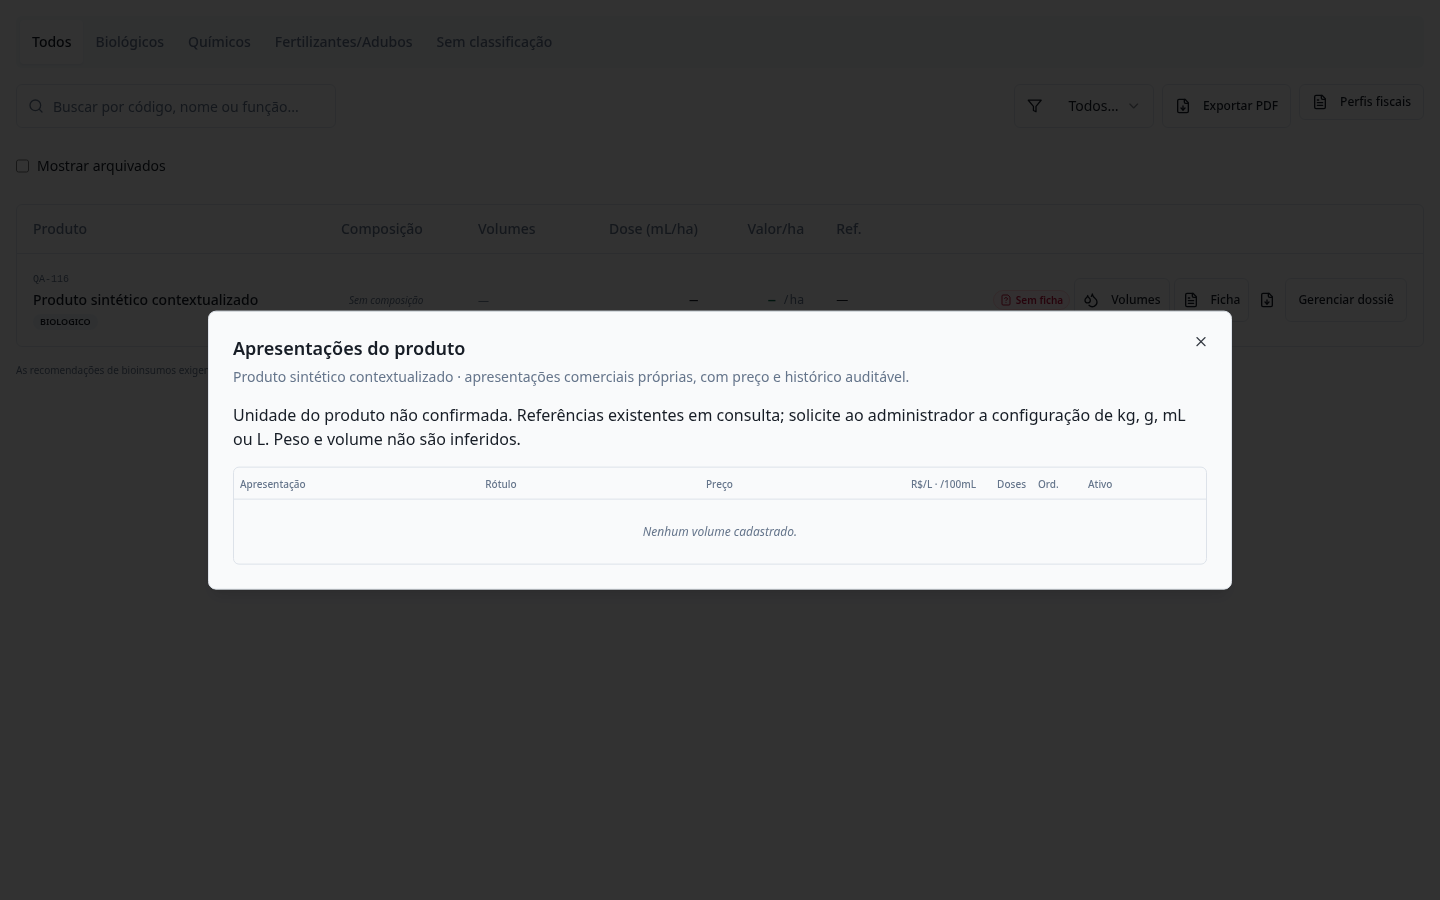 Todos Biológicos Químicos Fertilizantes/Adubos Sem classificação
Buscar por código, nome ou função... Todos... Exportar PDF Perfis fiscais
Mostrar arquivados
Produto Composição Volumes Dose (mL/ha) Valor/ha Ref.
QA-116
Produto sintético contextualizado Sem composição — — — /ha — Sem ficha Volumes Ficha Gerenciar dossiê
BIOLÓGICO
As recomendações de bioinsumos
Apresentações do produto
Produto sintético contextualizado · apresentações comerciais próprias, com preço e histórico auditável.
Unidade do produto não confirmada. Referências existentes em consulta; solicite ao administrador a configuração de kg, g, mL
ou L. Peso e volume não são inferidos.
Apresentação Rótulo Preço R$/L · /100mL Doses Ord. Ativo
Nenhum volume cadastrado.